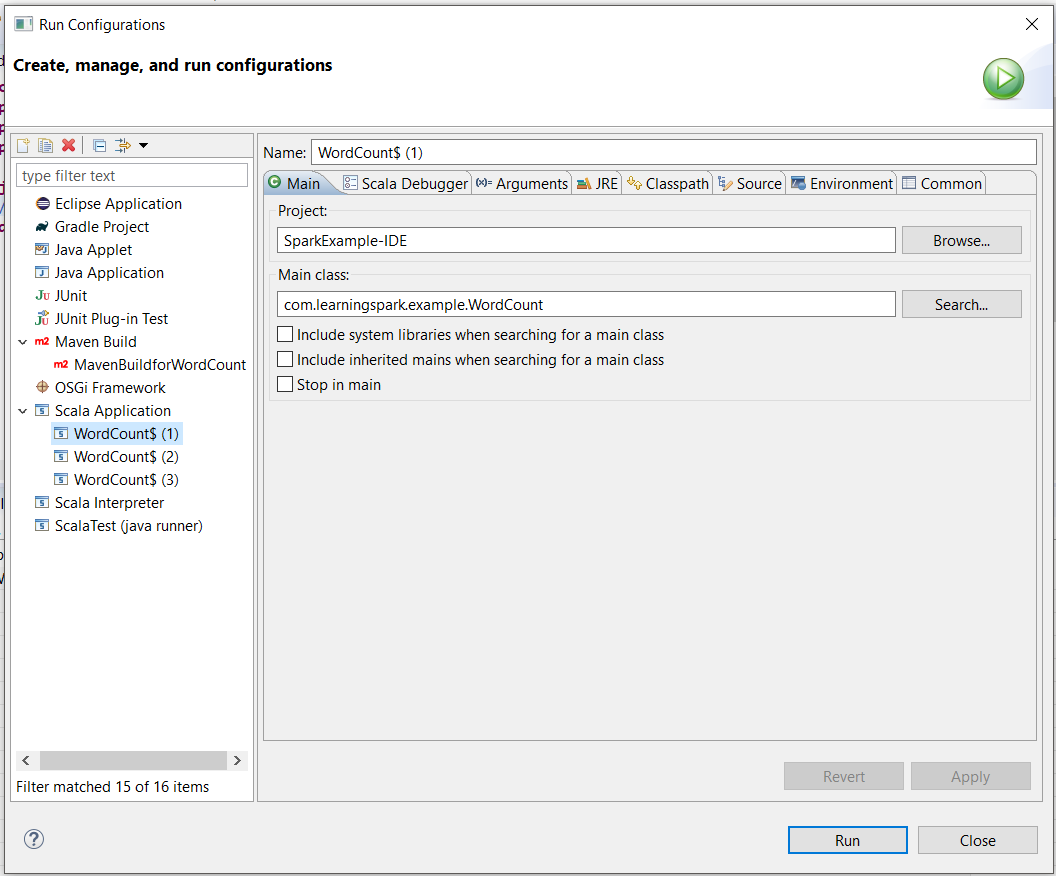 Run Configurations
Create, manage, and run configurations
type filter text
Eclipse Application
Gradle Project
Java Applet
Java Application
JUnit
JUnit Plug-in Test
Maven Build
MavenBuildforWordCount
OSGi Framework
Scala Application
WordCount$ (1)
WordCount$ (2)
WordCount$ (3)
Scala Interpreter
ScalaTest (java runner)
Filter matched 15 of 16 items
Name: WordCount$ (1)
Main Scala Debugger Arguments JRE Classpath Source Environment Common
Project:
SparkExample-IDE Browse...
Main class:
com.learningspark.example.WordCount Search...
Include system libraries when searching for a main class
Include inherited mains when searching for a main class
Stop in main
Revert Apply
Run Close